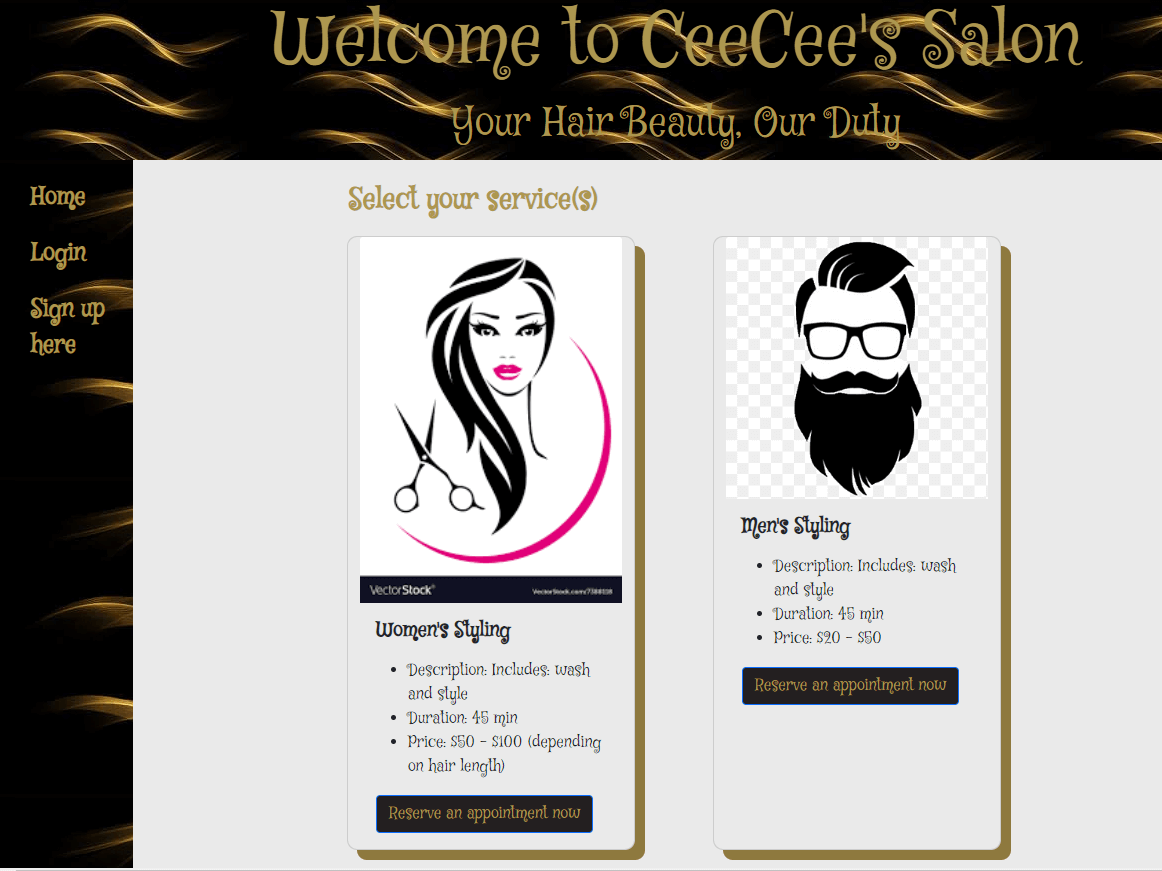 Welcome to CeeCee's Salon
Your Hair Beauty, Our Duty
Home
Login
Sign up
here
Select your service(s)
VectorStock®
VectorStock.com/7388118
Women's Styling
Description: Includes: wash
and style
Duration: 45 min
Price: $50 - $100 (depending
on hair length)
Reserve an appointment now
Men's Styling
Description: Includes: wash
and style
Duration: 45 min
Price: $20 - $50
Reserve an appointment now